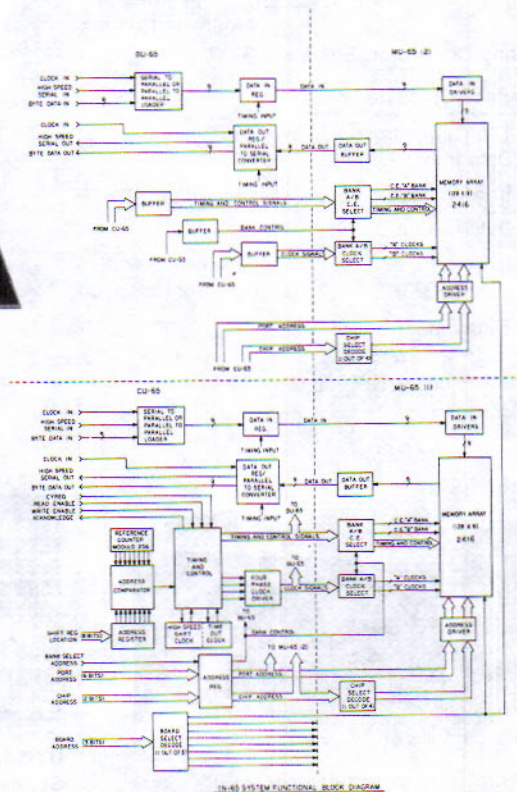 BU-65
MU-65 (2)
CLOCK IN
HIGH SPEED
SERIAL IN
BYTE DATA IN
SERIAL TO
PARALLEL OR
PARALLEL TO
PARALLEL
LOADER
9
DATA IN
REG.
DATA IN
9
DATA IN
DRIVERS
TIMING INPUT
CLOCK IN
HIGH SPEED
SERIAL OUT
BYTE DATA OUT
DATA OUT
REG/
PARALLEL
TO SERIAL
CONVERTER
DATA OUT
DATA OUT
BUFFER
TIMING INPUT
MEMORY ARRAY
(128 X 9)
2416
BUFFER
TIMING AND CONTROL SIGNALS
BANK
A/B
C.E.
SELECT
C.E. "A" BANK
C.E. "B" BANK
TIMING AND CONTROL
FROM CU-65
BUFFER
BANK CONTROL
FROM CU-65
BUFFER
CLOCK SIGNALS
BANK A/B
CLOCK
SELECT
"A" CLOCKS
"B" CLOCKS
FROM CU-65
ADDRESS
DRIVER
PORT ADDRESS
CHIP ADDRESS
CHIP
SELECT
DECODE
(1 OUT OF 4)
FROM CU-65
CU-65
MU-65 (1)
CLOCK IN
HIGH SPEED
SERIAL IN
BYTE DATA IN
SERIAL TO
PARALLEL OR
PARALLEL TO
PARALLEL
LOADER
9
DATA IN
REG.
DATA IN
9
DATA IN
DRIVERS
TIMING INPUT
CLOCK IN
HIGH SPEED
SERIAL OUT
BYTE DATA OUT
DATA OUT
REG/
PARALLEL
TO SERIAL
CONVERTER
DATA OUT
DATA OUT
BUFFER
TIMING INPUT
MEMORY ARRAY
(128 X 9)
2416
CYREQ
READ ENABLE
WRITE ENABLE
ACKNOWLEDGE
TO
BU-65
TIMING
AND
CONTROL
TIMING AND CONTROL SIGNALS
BANK
A/B
C.E.
SELECT
C.E. "A" BANK
C.E. "B" BANK
TIMING AND CONTROL
REFERENCE
COUNTER
MODULO 256
ADDRESS
COMPARATOR
TO
BU-65
FOUR
PHASE
CLOCK
DRIVER
CLOCK SIGNALS
BANK A/B
CLOCK
SELECT
"A" CLOCKS
"B" CLOCKS
TO
BU-65
SHIFT REG
LOCATION
(8 BITS)
ADDRESS
REGISTER
HIGH SPEED
SHIFT
CLOCK
TIME
OUT
CLOCK
BANK CONTROL
ADDRESS
DRIVER
BANK SELECT
ADDRESS
PORT
ADDRESS
CHIP
ADDRESS
(2 BITS)
ADDRESS
REG.
TO MU-65 (2)
PORT ADDRESS
CHIP ADDRESS
CHIP
SELECT
DECODE
(1 OUT OF 4)
BOARD
ADDRESS
(3 BITS)
BOARD
SELECT
DECODE
(1 OUT OF 8)
IN-65 SYSTEM FUNCTIONAL BLOCK DIAGRAM